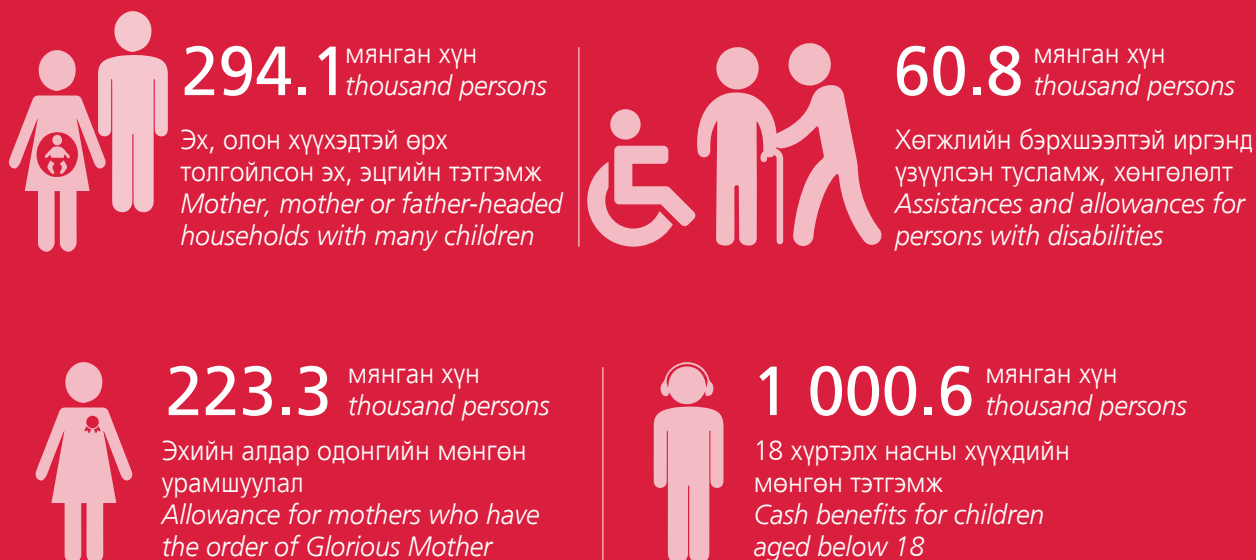 294.1 мянган хүн
thousand persons
Эх, олон хүүхэдтэй өрх
толгойлсон эх, эцгийн тэтгэмж
Mother, mother or father-headed
households with many children
60.8 мянган хүн
thousand persons
Хөгжлийн бэрхшээлтэй иргэнд
үзүүлсэн тусламж, хөнгөлөлт
Assistances and allowances for
persons with disabilities
223.3 мянган хүн
thousand persons
Эхийн алдар одонгийн мөнгөн
урамшуулал
Allowance for mothers who have
the order of Glorious Mother
1 000.6 мянган хүн
thousand persons
18 хүртэлх насны хүүхдийн
мөнгөн тэтгэмж
Cash benefits for children
aged below 18